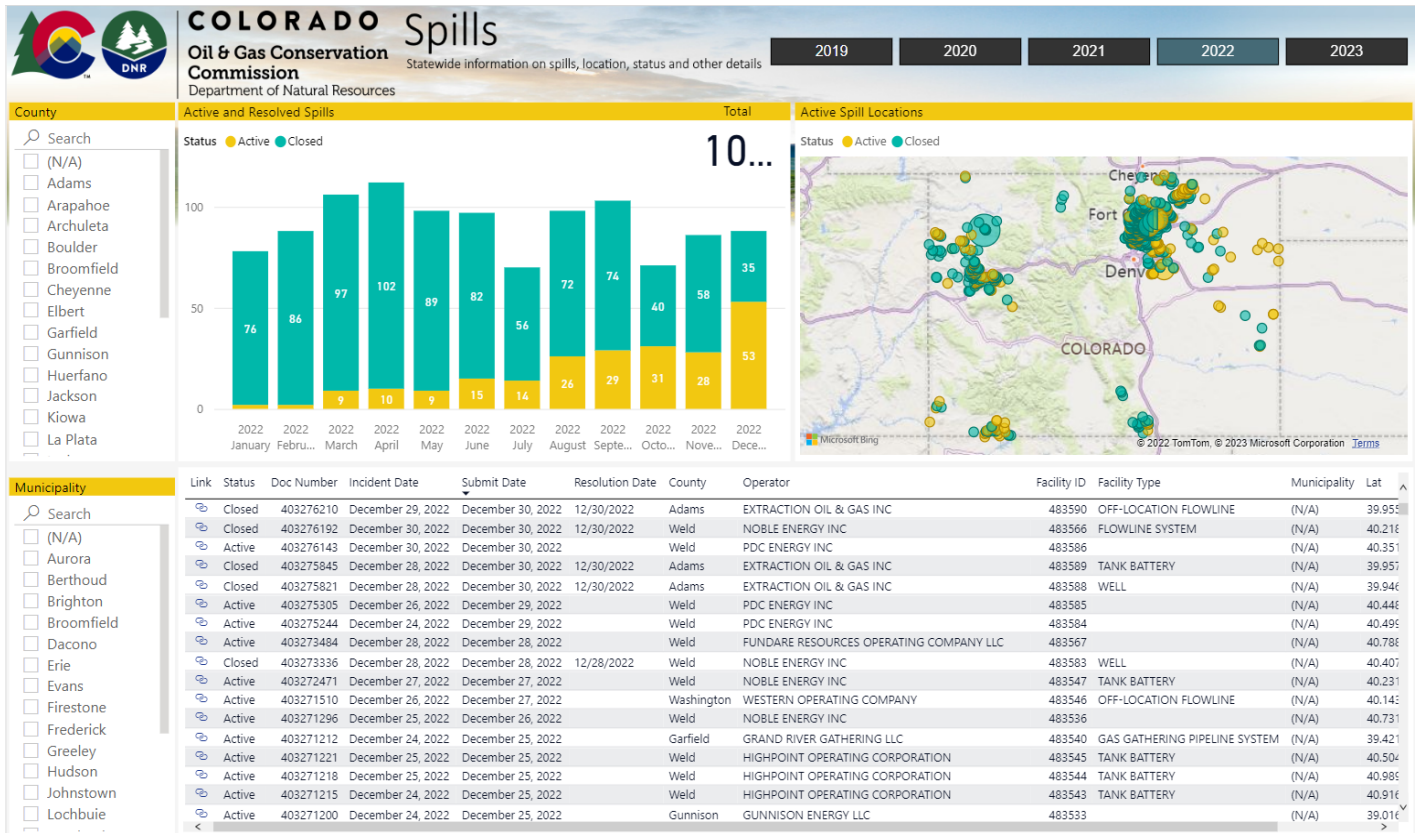 COLORADO
Oil & Gas Conservation
Commission
Department of Natural Resources
DNR
TM
Spills
Statewide information on spills, location, status and other details
2019 2020 2021 2022 2023
County
Search
(N/A)
Adams
Arapahoe
Archuleta
Boulder
Broomfield
Cheyenne
Elbert
Garfield
Gunnison
Huerfano
Jackson
Kiowa
La Plata
Active and Resolved Spills Total
Status Active Closed
10...
100
50
0
76 86 97 102 89 82 56 72 74 40 58 35
9 10 9 15 14 26 29 31 28 53
2022 2022 2022 2022 2022 2022 2022 2022 2022 2022 2022 2022
January Febru... March April May June July August Septe... Octo... Nove... Dece...
Active Spill Locations
Status Active Closed
Cheyen
Fort
Denv
COLORADO
Microsoft Bing
© 2022 TomTom, © 2023 Microsoft Corporation Terms
Municipality
Search
(N/A)
Aurora
Berthoud
Brighton
Broomfield
Dacono
Erie
Evans
Firestone
Frederick
Greeley
Hudson
Johnstown
Lochbuie
Link Status Doc Number Incident Date Submit Date Resolution Date County Operator Facility ID Facility Type Municipality Lat
Closed 403276210 December 29, 2022 December 30, 2022 12/30/2022 Adams EXTRACTION OIL & GAS INC 483590 OFF-LOCATION FLOWLINE (N/A) 39.955
Closed 403276192 December 30, 2022 December 30, 2022 12/30/2022 Weld NOBLE ENERGY INC 483566 FLOWLINE SYSTEM (N/A) 40.218
Active 403276143 December 30, 2022 December 30, 2022 Weld PDC ENERGY INC 483586 (N/A) 40.351
Closed 403275845 December 28, 2022 December 30, 2022 12/30/2022 Adams EXTRACTION OIL & GAS INC 483589 TANK BATTERY (N/A) 39.957
Closed 403275821 December 28, 2022 December 30, 2022 12/30/2022 Adams EXTRACTION OIL & GAS INC 483588 WELL (N/A) 39.946
Active 403275305 December 26, 2022 December 29, 2022 Weld PDC ENERGY INC 483585 (N/A) 40.448
Active 403275244 December 24, 2022 December 29, 2022 Weld PDC ENERGY INC 483584 (N/A) 40.499
Active 403273484 December 28, 2022 December 28, 2022 Weld FUNDARE RESOURCES OPERATING COMPANY LLC 483567 (N/A) 40.788
Closed 403273336 December 28, 2022 December 28, 2022 12/28/2022 Weld NOBLE ENERGY INC 483583 WELL (N/A) 40.407
Active 403272471 December 27, 2022 December 27, 2022 Weld NOBLE ENERGY INC 483547 TANK BATTERY (N/A) 40.231
Active 403271510 December 26, 2022 December 27, 2022 Washington WESTERN OPERATING COMPANY 483546 OFF-LOCATION FLOWLINE (N/A) 40.143
Active 403271296 December 25, 2022 December 26, 2022 Weld NOBLE ENERGY INC 483536 (N/A) 40.731
Active 403271212 December 24, 2022 December 25, 2022 Garfield GRAND RIVER GATHERING LLC 483540 GAS GATHERING PIPELINE SYSTEM (N/A) 39.421
Active 403271221 December 25, 2022 December 25, 2022 Weld HIGHPOINT OPERATING CORPORATION 483545 TANK BATTERY (N/A) 40.504
Active 403271218 December 25, 2022 December 25, 2022 Weld HIGHPOINT OPERATING CORPORATION 483544 TANK BATTERY (N/A) 40.989
Active 403271215 December 24, 2022 December 25, 2022 Weld HIGHPOINT OPERATING CORPORATION 483543 TANK BATTERY (N/A) 40.916
Active 403271200 December 24, 2022 December 25, 2022 Gunnison GUNNISON ENERGY LLC 483533 (N/A) 39.016